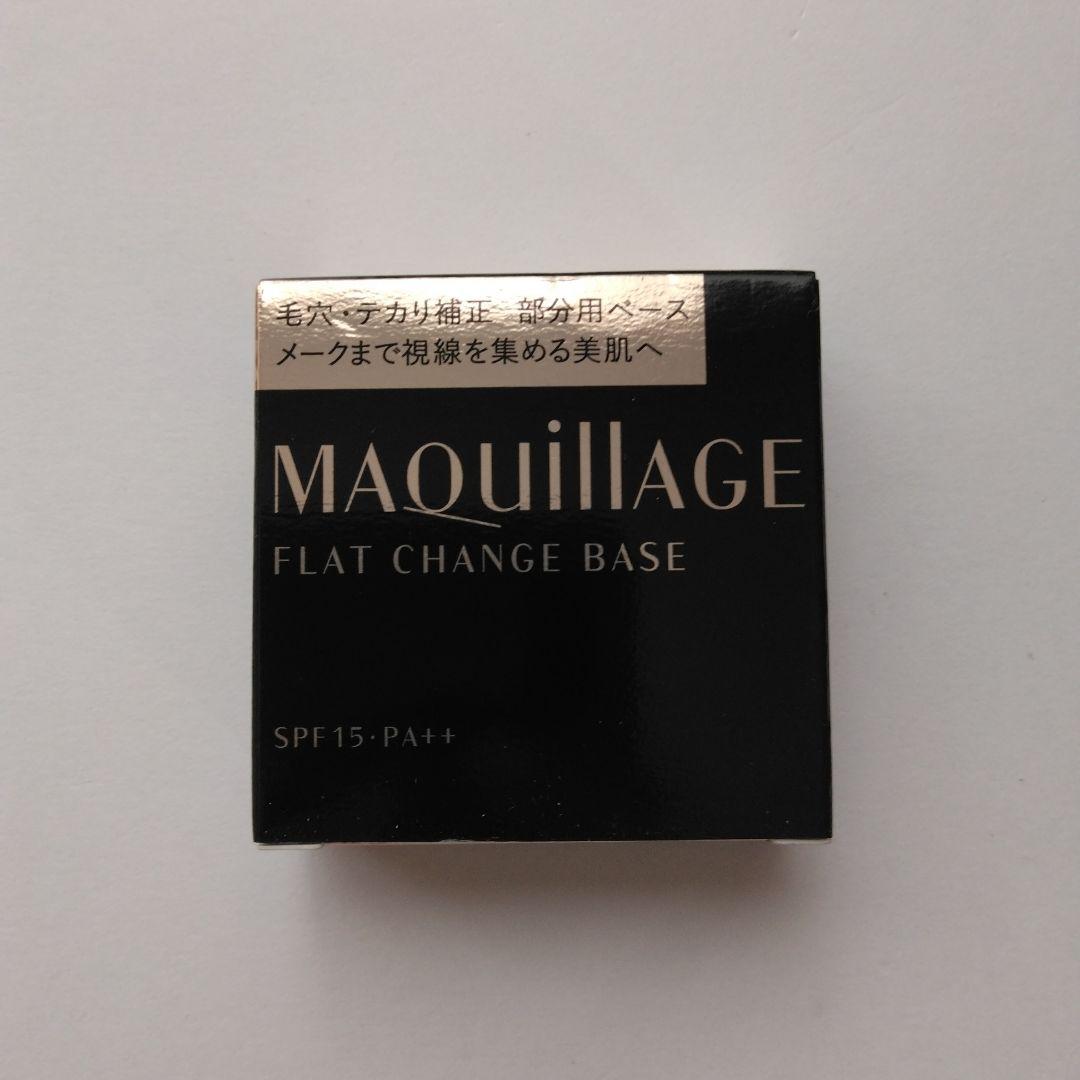 毛穴・テカリ補正 部分用ベース
メークまで視線を集める美肌へ
MAQuillAGE
FLAT CHANGE BASE
SPF15・PA++